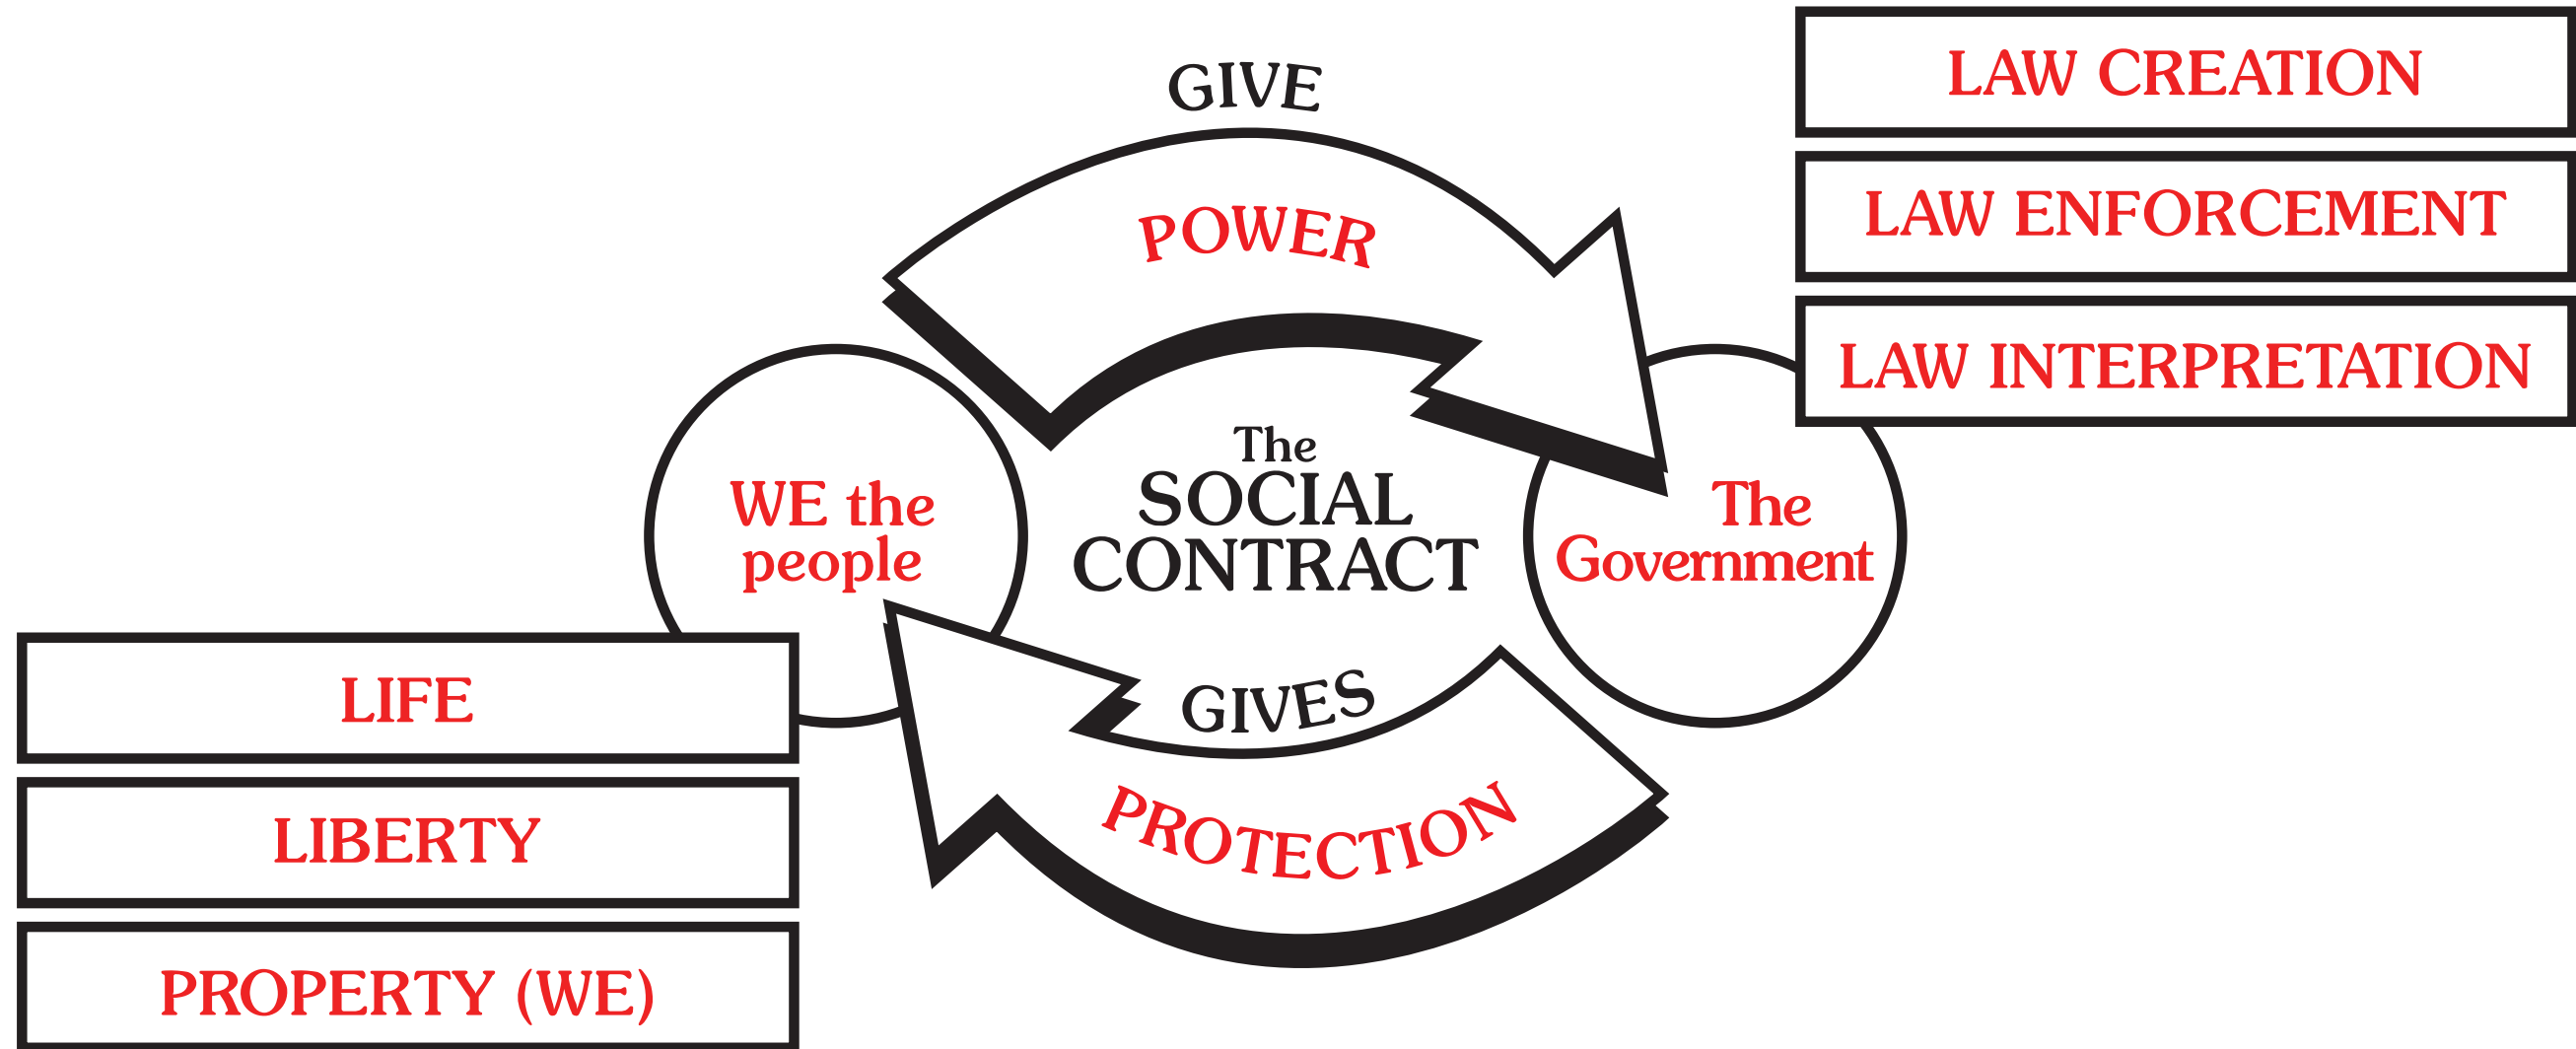 GIVE
POWER
LAW CREATION
LAW ENFORCEMENT
LAW INTERPRETATION
WE the
people
The
SOCIAL
CONTRACT
The
Government
GIVES
PROTECTION
LIFE
LIBERTY
PROPERTY (WE)